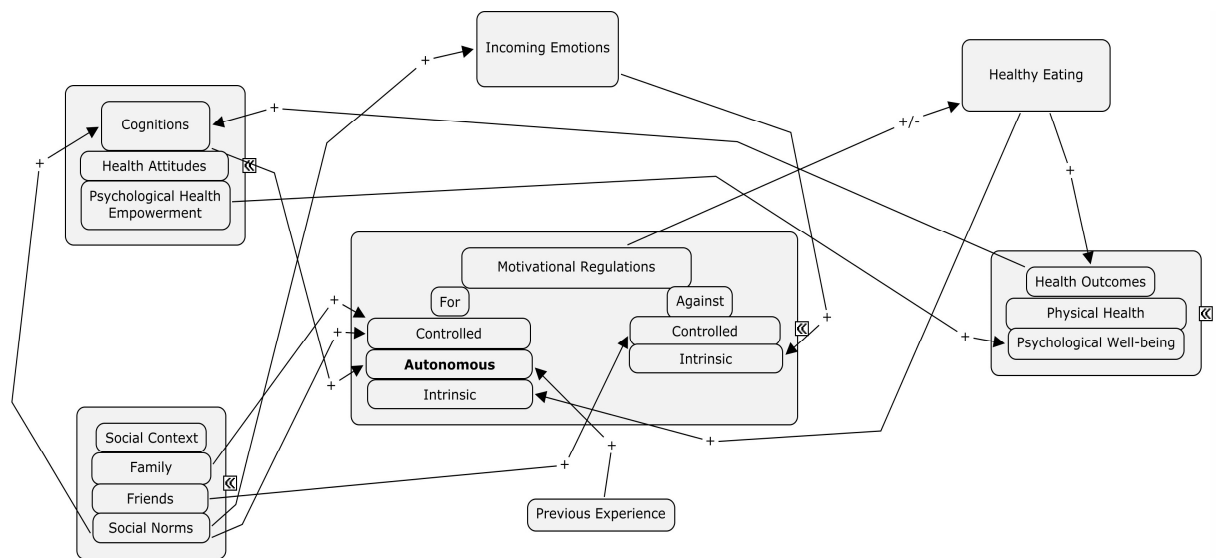 Incoming Emotions
+
Healthy Eating
Cognitions
+
+/-
+
Health Attitudes
+
Psychological Health
Empowerment
Motivational Regulations
For
Against
Health Outcomes
Physical Health
Psychological Well-being
+
+
+
Controlled
Controlled
+
Autonomous
Intrinsic
+
Intrinsic
Social Context
Family
+
+
+
Friends
Social Norms
Previous Experience